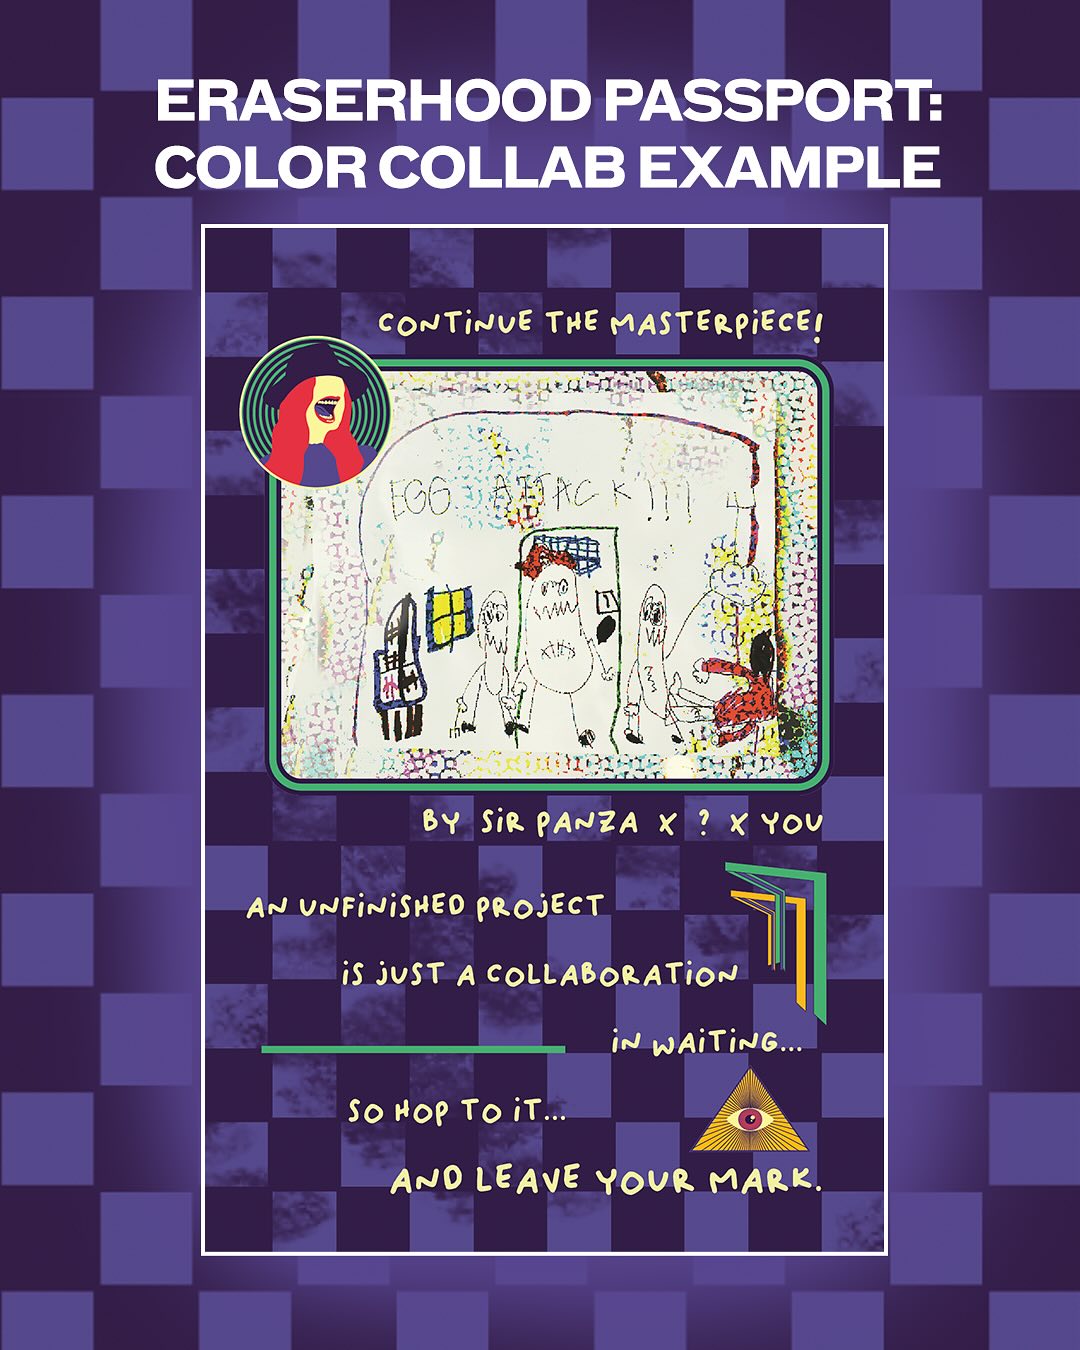 ERASERHOOD PASSPORT:
COLOR COLLAB EXAMPLE
CONTINUE THE MASTERPIECE!
EGG ATTACK!!!
BY SIR PANZA X ? X YOU
AN UNFINISHED PROJECT
IS JUST A COLLABORATION
IN WAITING...
SO HOP TO IT...
AND LEAVE YOUR MARK.